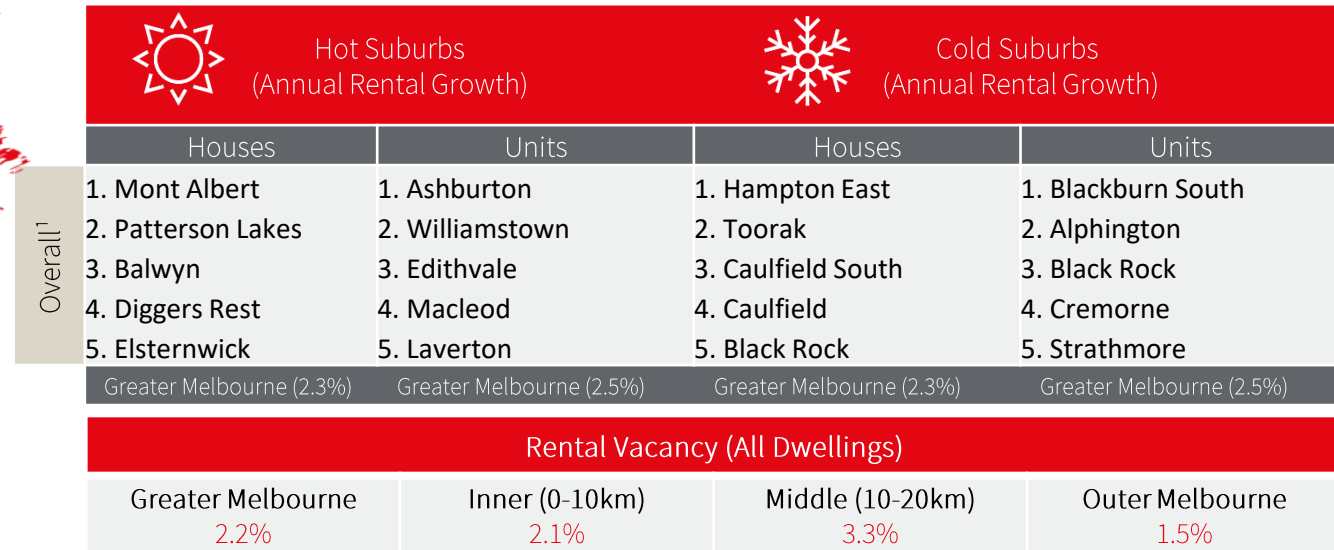 Hot Suburbs
(Annual Rental Growth)
Cold Suburbs
(Annual Rental Growth)
Houses
Units
Houses
Units
Overall¹
1. Mont Albert
2. Patterson Lakes
3. Balwyn
4. Diggers Rest
5. Elsternwick
1. Ashburton
2. Williamstown
3. Edithvale
4. Macleod
5. Laverton
1. Hampton East
2. Toorak
3. Caulfield South
4. Caulfield
5. Black Rock
1. Blackburn South
2. Alphington
3. Black Rock
4. Cremorne
5. Strathmore
Greater Melbourne (2.3%)
Greater Melbourne (2.5%)
Greater Melbourne (2.3%)
Greater Melbourne (2.5%)
Rental Vacancy (All Dwellings)
Greater Melbourne
2.2%
Inner (0-10km)
2.1%
Middle (10-20km)
3.3%
Outer Melbourne
1.5%